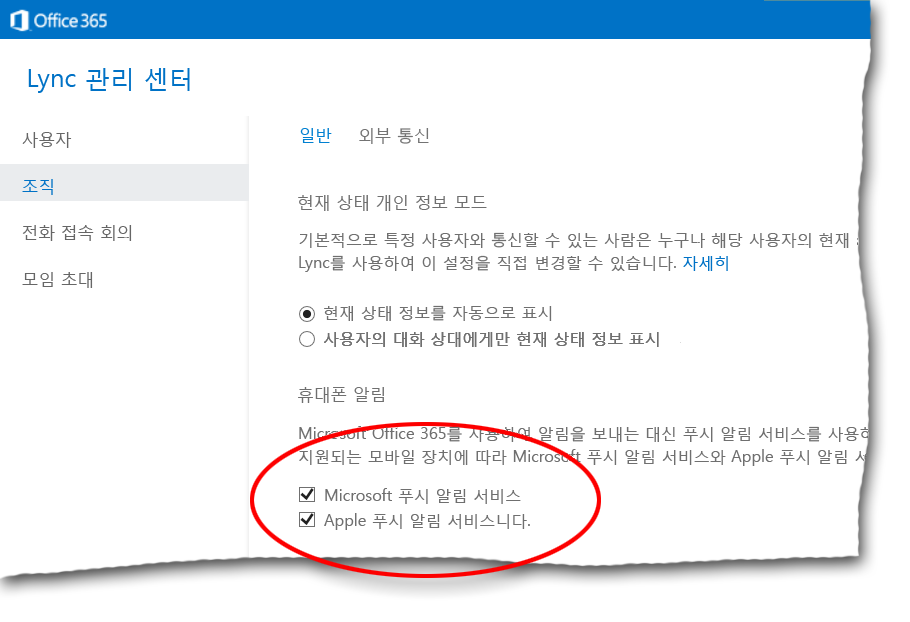 Office 365
Lync 관리 센터
사용자
조직
전화 접속 회의
모임 초대
일반 외부 통신
현재 상태 개인 정보 모드
기본적으로 특정 사용자와 통신할 수 있는 사람은 누구나 해당 사용자의 현재
Lync를 사용하여 이 설정을 직접 변경할 수 있습니다. 자세히
현재 상태 정보를 자동으로 표시
사용자의 대화 상대에게만 현재 상태 정보 표시
휴대폰 알림
Microsoft Office 365를 사용하여 알림을 보내는 대신 푸시 알림 서비스를 사용하
지원되는 모바일 장치에 따라 Microsoft 푸시 알림 서비스와 Apple 푸시 알림
Microsoft 푸시 알림 서비스
Apple 푸시 알림 서비스니다.